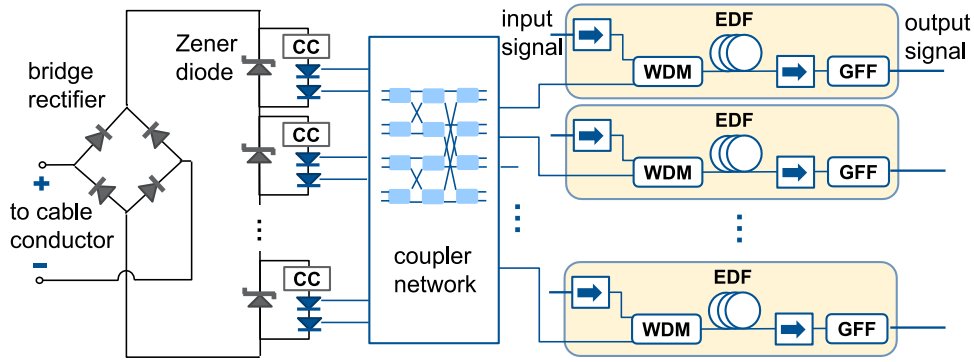 bridge
rectifier
+
to cable
conductor
−
Zener
diode
CC
CC
...
CC
coupler
network
...
input
signal
EDF
output
signal
WDM
GFF
EDF
WDM
GFF
...
EDF
WDM
GFF